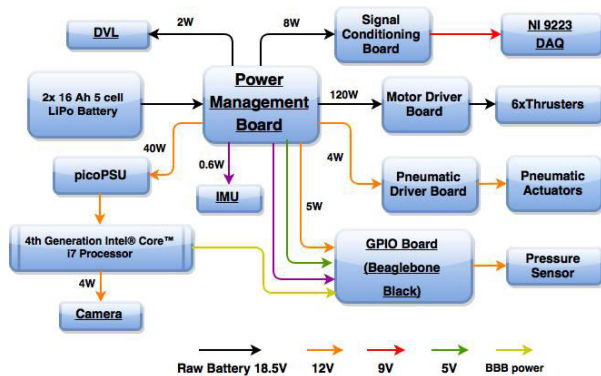 DVL
2W
8W
Signal
Conditioning
Board
NI 9223
DAQ
2x 16 Ah 5 cell
LiPo Battery
Power
Management
Board
120W
Motor Driver
Board
6xThrusters
40W
picoPSU
0.6W
IMU
4W
5W
Pneumatic
Driver Board
Pneumatic
Actuators
4th Generation Intel® Core™
i7 Processor
GPIO Board
(Beaglebone
Black)
Pressure
Sensor
4W
Camera
Raw Battery 18.5V
12V
9V
5V
BBB power